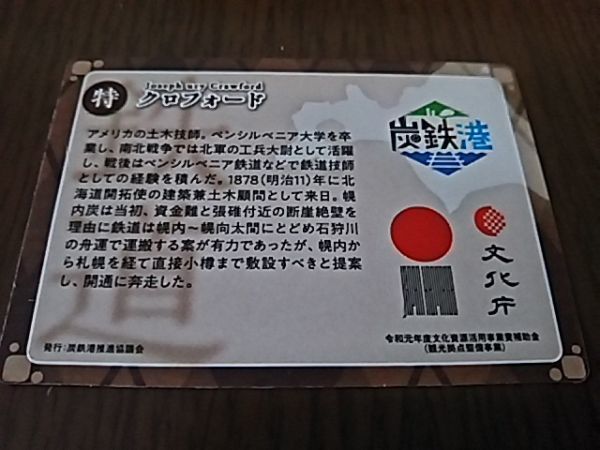 特
Joseph ury Crawford
クロフォード
アメリカの土木技師。ペンシルベニア大学を卒
業し、南北戦争では北軍の工兵大尉として活躍
し、戦後はペンシルベニア鉄道などで鉄道技師
としての経験を積んだ。1878(明治11)年に北
海道開拓使の建築兼土木顧問として来日。幌
内炭は当初、資金難と張碓付近の断崖絶壁を
理由に鉄道は幌内～幌向太間にとどめ石狩川
の舟運で運搬する案が有力であったが、幌内か
ら札幌を経て直接小樽まで敷設すべきと提案
し、開通に奔走した。
炭鉄港
文化庁
発行：炭鉄港推進協議会
令和元年度文化資源活用事業費補助金
(観光拠点整備事業)